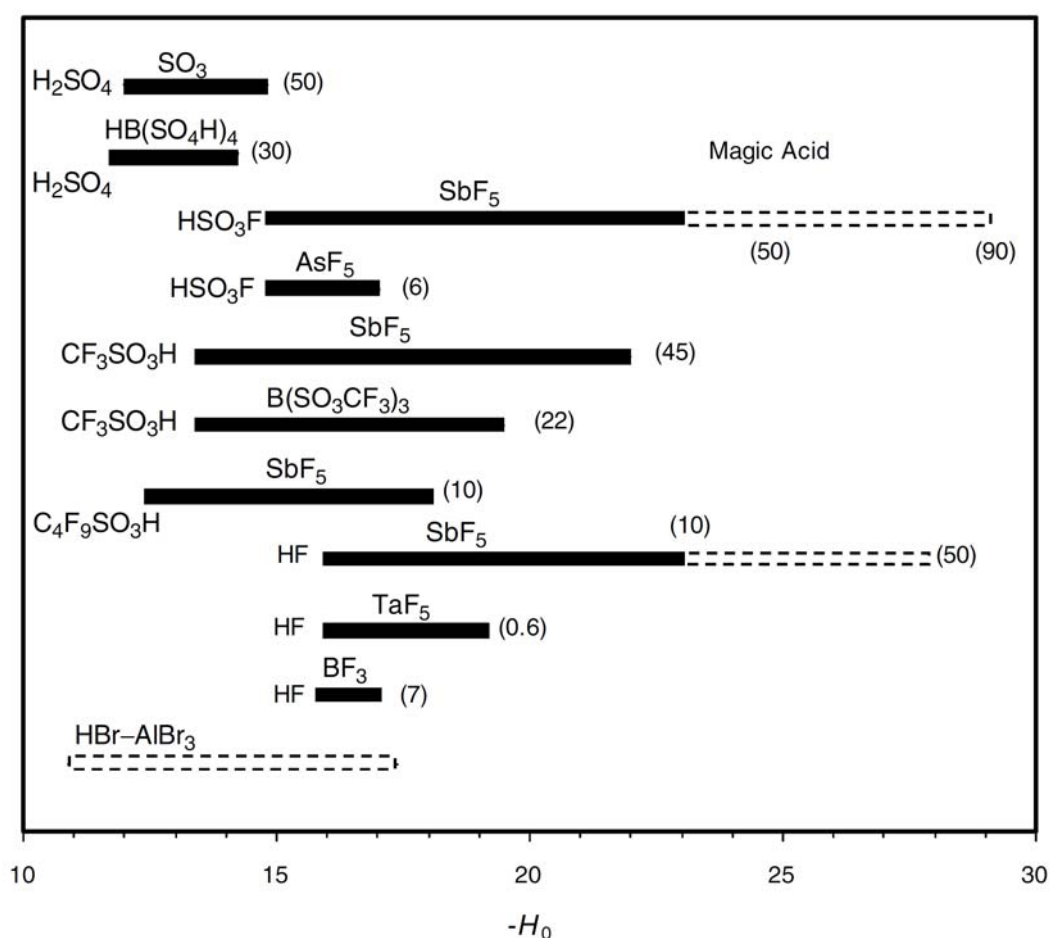 SO₃
H₂SO₄ (50)
HB(SO₄H)₄
(30)
H₂SO₄
Magic Acid
SbF₅
HSO₃F
(50) (90)
AsF₅
HSO₃F (6)
SbF₅
CF₃SO₃H (45)
B(SO₃CF₃)₃
CF₃SO₃H (22)
SbF₅
(10)
C₄F₉SO₃H
SbF₅ (10)
HF (50)
TaF₅
HF (0.6)
BF₃
HF (7)
HBr–AlBr₃
10 15 20 25 30
-H₀